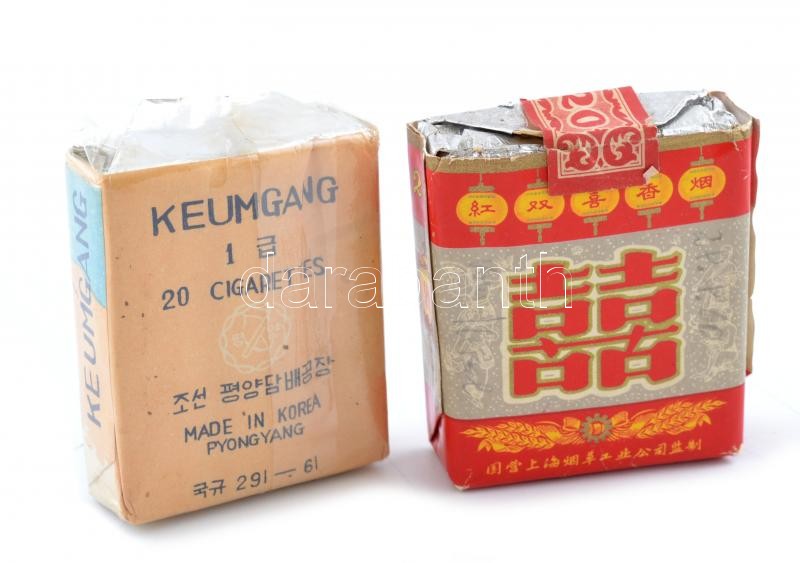 KEUMGANG
KEUMGANG
1 급
20 CIGARETTES
조선 평양담배공장
MADE IN KOREA
PYONGYANG
국규 291-61
20
紅双喜香烟
囍
国营上海烟草工业公司监制
darabanth